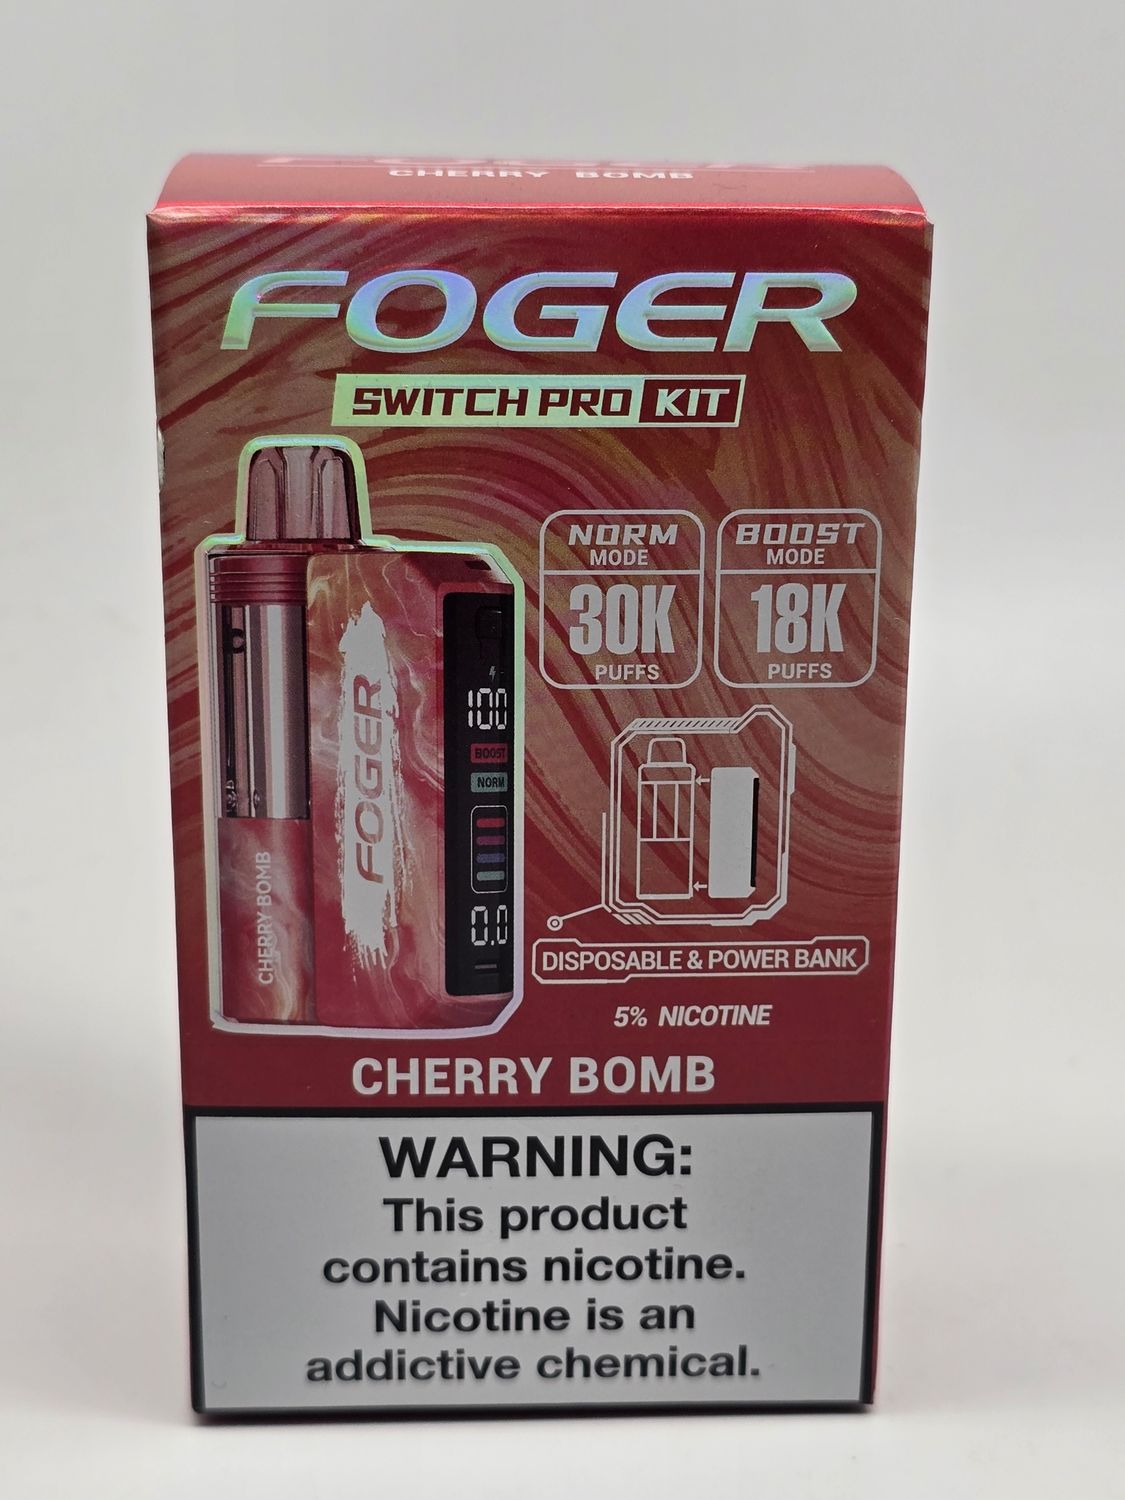 CHERRY BOMB
FOGER
SWITCH PRO KIT
NORM
MODE
30K
PUFFS
BOOST
MODE
18K
PUFFS
FOGER
CHERRY BOMB
100
BOOST
NORM
0.0
DISPOSABLE & POWER BANK
5% NICOTINE
CHERRY BOMB
WARNING:
This product
contains nicotine.
Nicotine is an
addictive chemical.